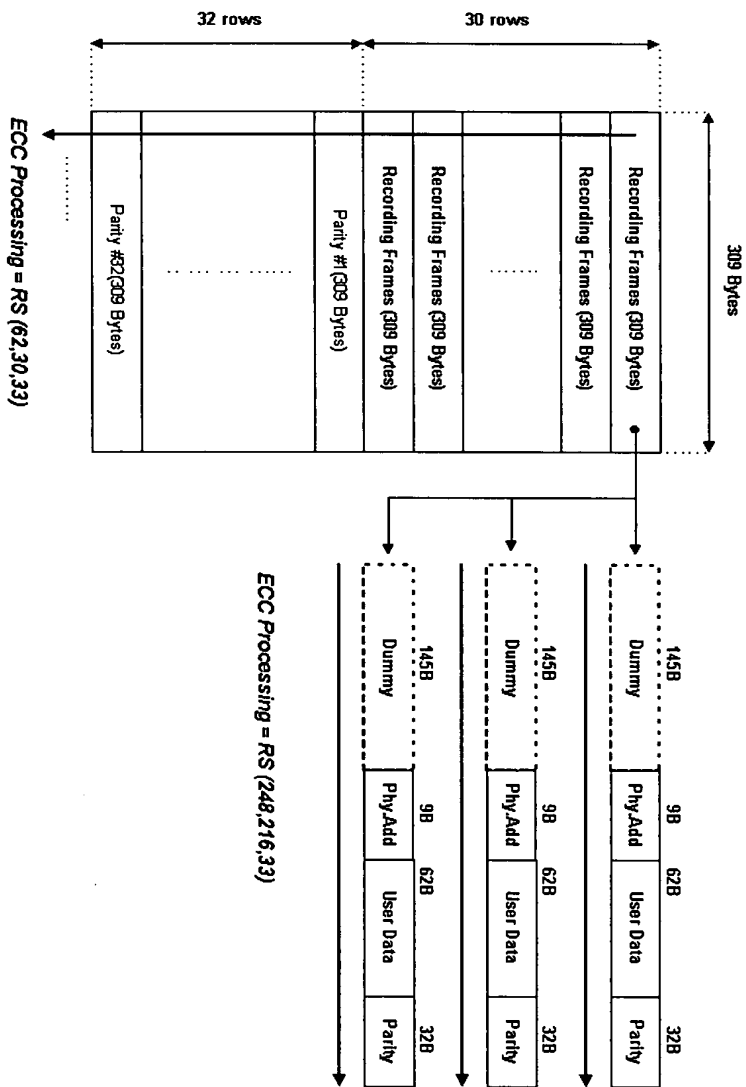 309 Bytes
30 rows
32 rows
Recording Frames (309 Bytes)
Recording Frames (309 Bytes)
Recording Frames (309 Bytes)
Recording Frames (309 Bytes)
Parity #1(309 Bytes)
Parity #32(309 Bytes)
ECC Processing = RS (62,30,33)
145B 9B 62B 32B
Dummy Phy.Add User Data Parity
145B 9B 62B 32B
Dummy Phy.Add User Data Parity
145B 9B 62B 32B
Dummy Phy.Add User Data Parity
ECC Processing = RS (248,216,33)